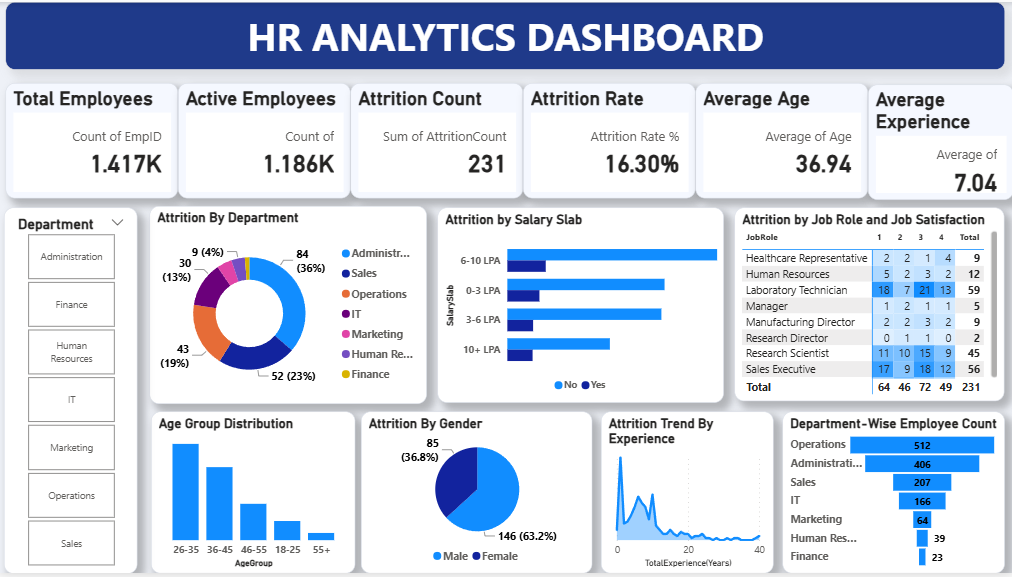 HR ANALYTICS DASHBOARD
Total Employees
Count of EmpID
1.417K
Active Employees
Count of
1.186K
Attrition Count
Sum of AttritionCount
231
Attrition Rate
Attrition Rate %
16.30%
Average Age
Average of Age
36.94
Average
Experience
Average of
7.04
Department
Administration
Finance
Human
Resources
IT
Marketing
Operations
Sales
Attrition By Department
9 (4%)
30
(13%)
84
(36%)
43
(19%)
52 (23%)
Administr...
Sales
Operations
IT
Marketing
Human Re...
Finance
Attrition by Salary Slab
SalarySlab
6-10 LPA
0-3 LPA
3-6 LPA
10+ LPA
No Yes
Attrition by Job Role and Job Satisfaction
JobRole 1 2 3 4 Total
Healthcare Representative 2 2 1 4 9
Human Resources 5 2 3 2 12
Laboratory Technician 18 7 21 13 59
Manager 1 2 1 1 5
Manufacturing Director 2 2 3 2 9
Research Director 0 1 1 0 2
Research Scientist 11 10 15 9 45
Sales Executive 17 9 18 12 56
Total 64 46 72 49 231
Age Group Distribution
26-35 36-45 46-55 18-25 55+
AgeGroup
Attrition By Gender
85
(36.8%)
146 (63.2%)
Male Female
Attrition Trend By
Experience
0 20 40
TotalExperience(Years)
Department-Wise Employee Count
Operations 512
Administrati... 406
Sales 207
IT 166
Marketing 64
Human Res... 39
Finance 23